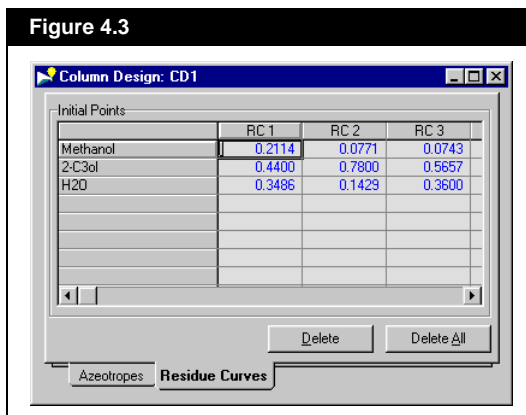 Figure 4.3
Column Design: CD1
Initial Points
RC 1 RC 2 RC 3
Methanol 0.2114 0.0771 0.0743
2-C3ol 0.4400 0.7800 0.5657
H2O 0.3486 0.1429 0.3600
Delete Delete All
Azeotropes Residue Curves